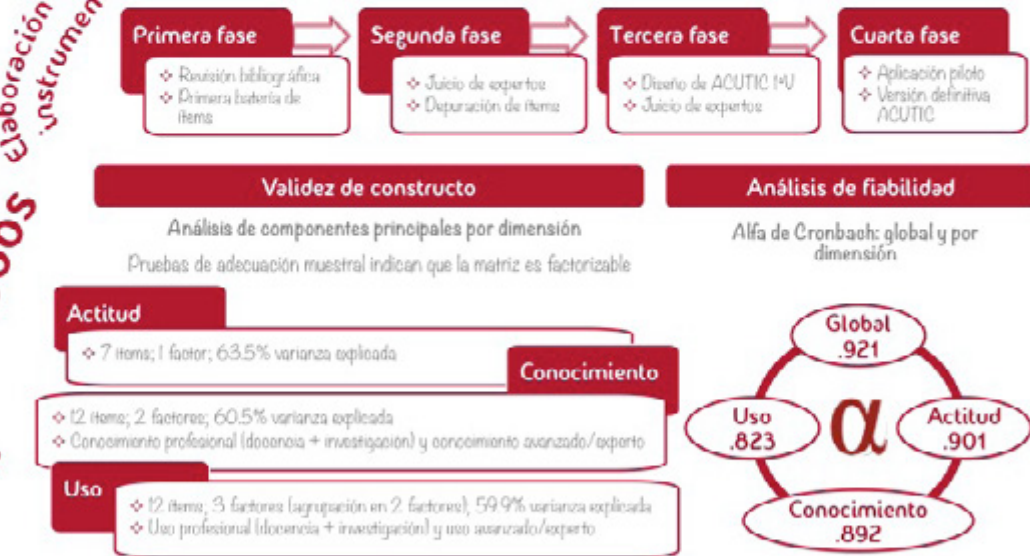 Elaboración
instrumen
Primera fase
❖ Revisión bibliográfica
❖ Primera batería de
ítems
Segunda fase
❖ Juicio de expertos
❖ Depuración de ítems
Tercera fase
❖ Diseño de ACUTIC 1ªV
❖ Juicio de expertos
Cuarta fase
❖ Aplicación piloto
❖ Versión definitiva
ACUTIC
Validez de constructo
Análisis de componentes principales por dimensión
Pruebas de adecuación muestral indican que la matriz es factorizable
Análisis de fiabilidad
Alfa de Cronbach: global y por
dimensión
Actitud
❖ 7 ítems; 1 factor; 63.5% varianza explicada
Conocimiento
❖ 12 ítems; 2 factores; 60.5% varianza explicada
❖ Conocimiento profesional (docencia + investigación) y conocimiento avanzado/experto
Uso
❖ 12 ítems; 3 factores (agrupación en 2 factores); 59.9% varianza explicada
❖ Uso profesional (docencia + investigación) y uso avanzado/experto
Global
.921
Uso
.823
α
Actitud
.901
Conocimiento
.892